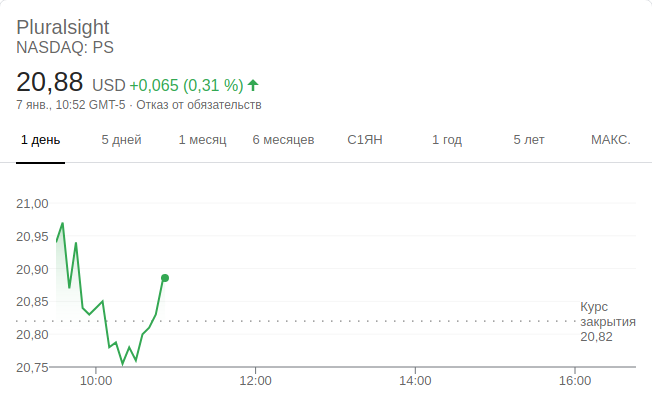 Pluralsight
NASDAQ: PS
20,88 USD +0,065 (0,31 %)
7 янв., 10:52 GMT-5 · Отказ от обязательств
1 день 5 дней 1 месяц 6 месяцев С1ЯН 1 год 5 лет МАКС.
21,00
20,95
20,90
20,85
20,80
20,75
Курс
закрытия
20,82
10:00 12:00 14:00 16:00